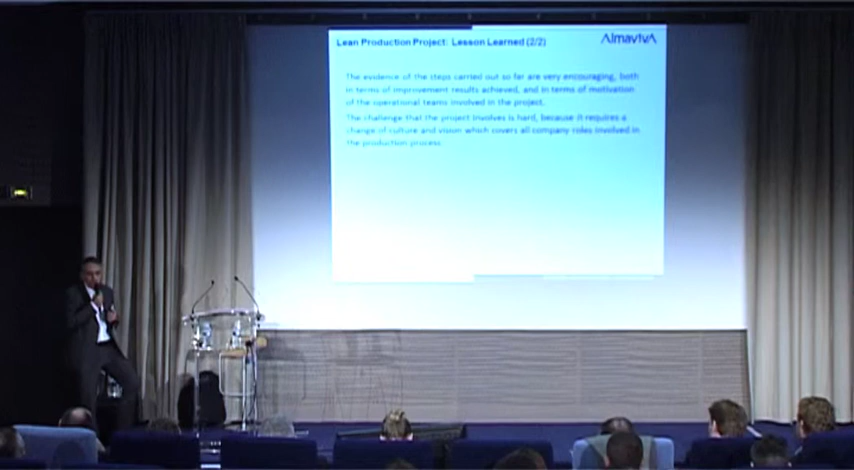 Lean Production Project: Lesson Learned (2/2)
AlmavivA
The evidence of the steps carried out so far are very encouraging, both
in terms of improvement results achieved, and in terms of motivation
of the operational teams involved in the project.
The challenge that the project involves is hard, because it requires a
change of culture and vision which covers all company roles involved in
the production process.